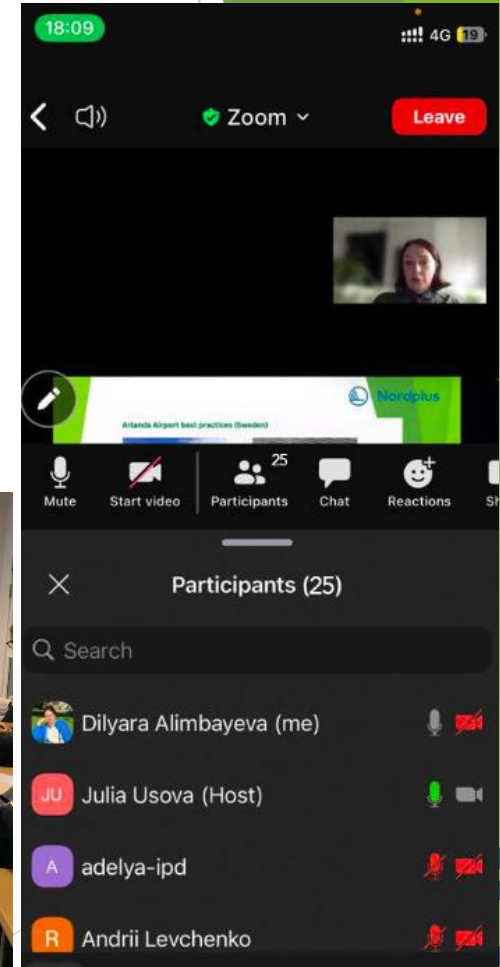 18:09
4G 19
Zoom
Leave
Nordplus
Arlanda Airport best practices (Sweden)
25
Mute
Start video
Participants
Chat
Reactions
Participants (25)
Search
Dilyara Alimbayeva (me)
JU
Julia Usova (Host)
A
adelya-ipd
R
Andrii Levchenko